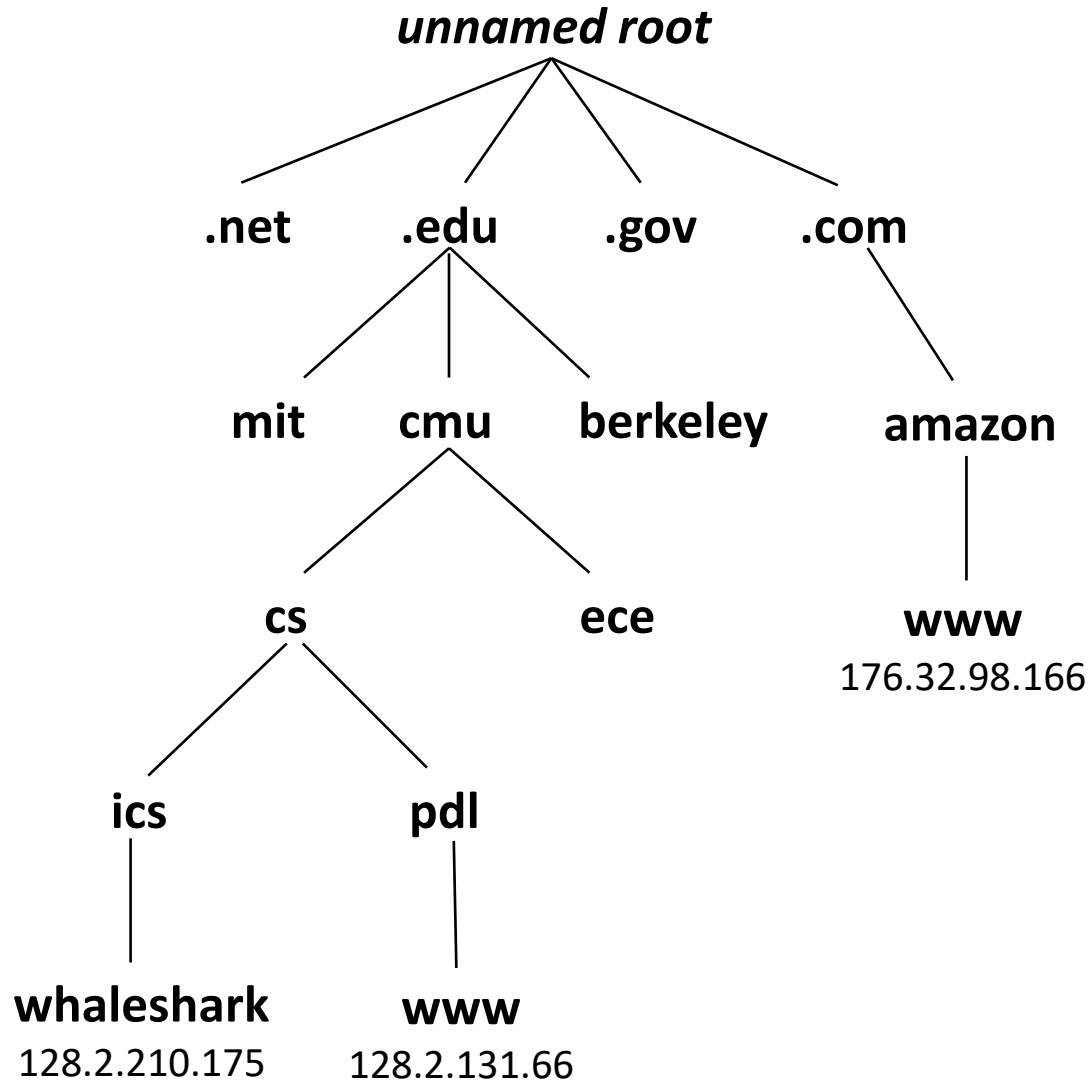 unnamed root
.net .edu .gov .com
mit cmu berkeley amazon
cs ece www
176.32.98.166
ics pdl
whaleshark www
128.2.210.175 128.2.131.66